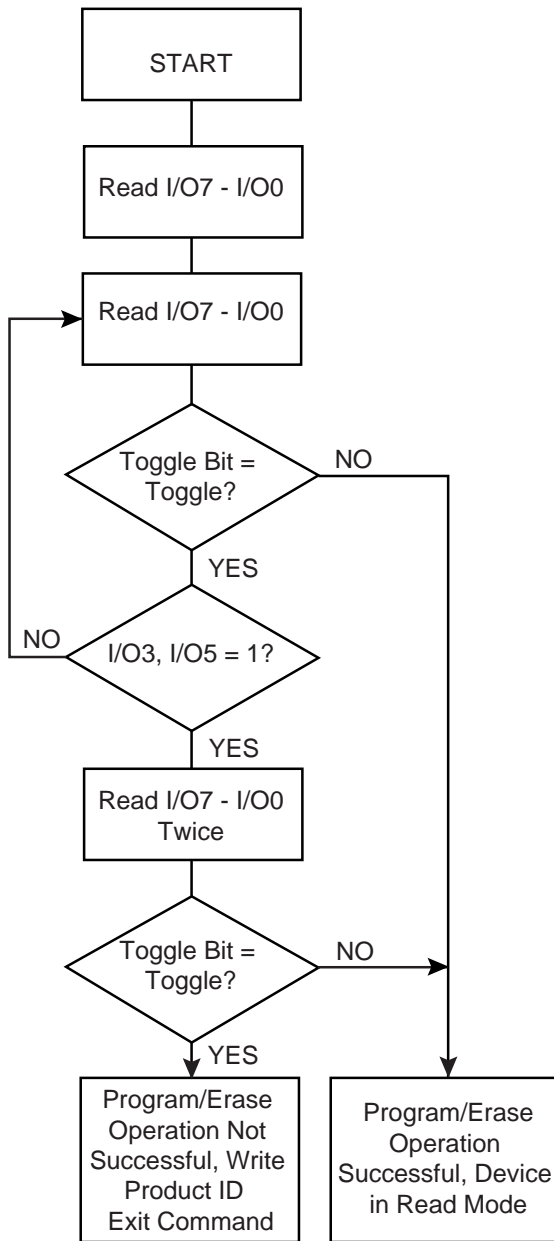 START
Read I/O7 - I/O0
Read I/O7 - I/O0
Toggle Bit =
Toggle?
NO
YES
NO
I/O3, I/O5 = 1?
YES
Read I/O7 - I/O0
Twice
Toggle Bit =
Toggle?
NO
YES
Program/Erase
Operation Not
Successful, Write
Product ID
Exit Command
Program/Erase
Operation
Successful, Device
in Read Mode